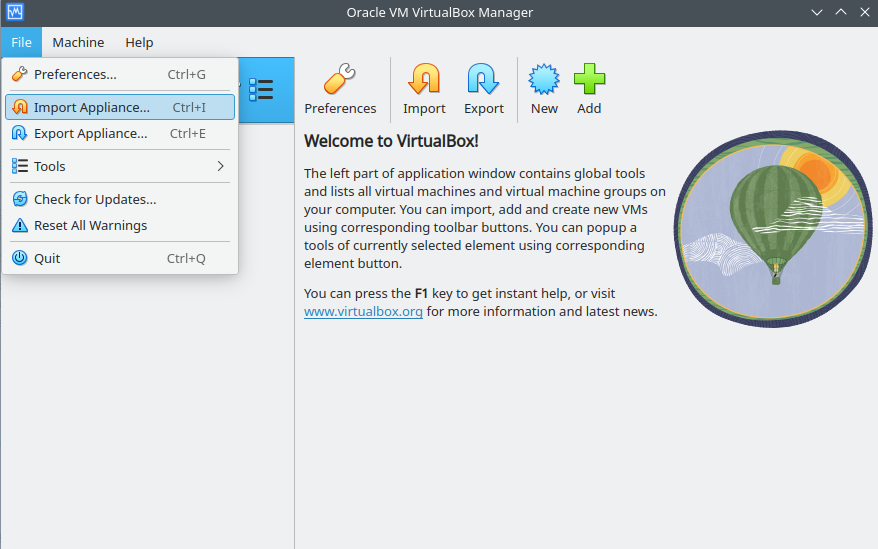 Oracle VM VirtualBox Manager
File Machine Help
Preferences... Ctrl+G
Import Appliance... Ctrl+I
Export Appliance... Ctrl+E
Tools
Check for Updates...
Reset All Warnings
Quit Ctrl+Q
Preferences Import Export New Add
Welcome to VirtualBox!
The left part of application window contains global tools
and lists all virtual machines and virtual machine groups on
your computer. You can import, add and create new VMs
using corresponding toolbar buttons. You can popup a
tools of currently selected element using corresponding
element button.
You can press the F1 key to get instant help, or visit
www.virtualbox.org for more information and latest news.